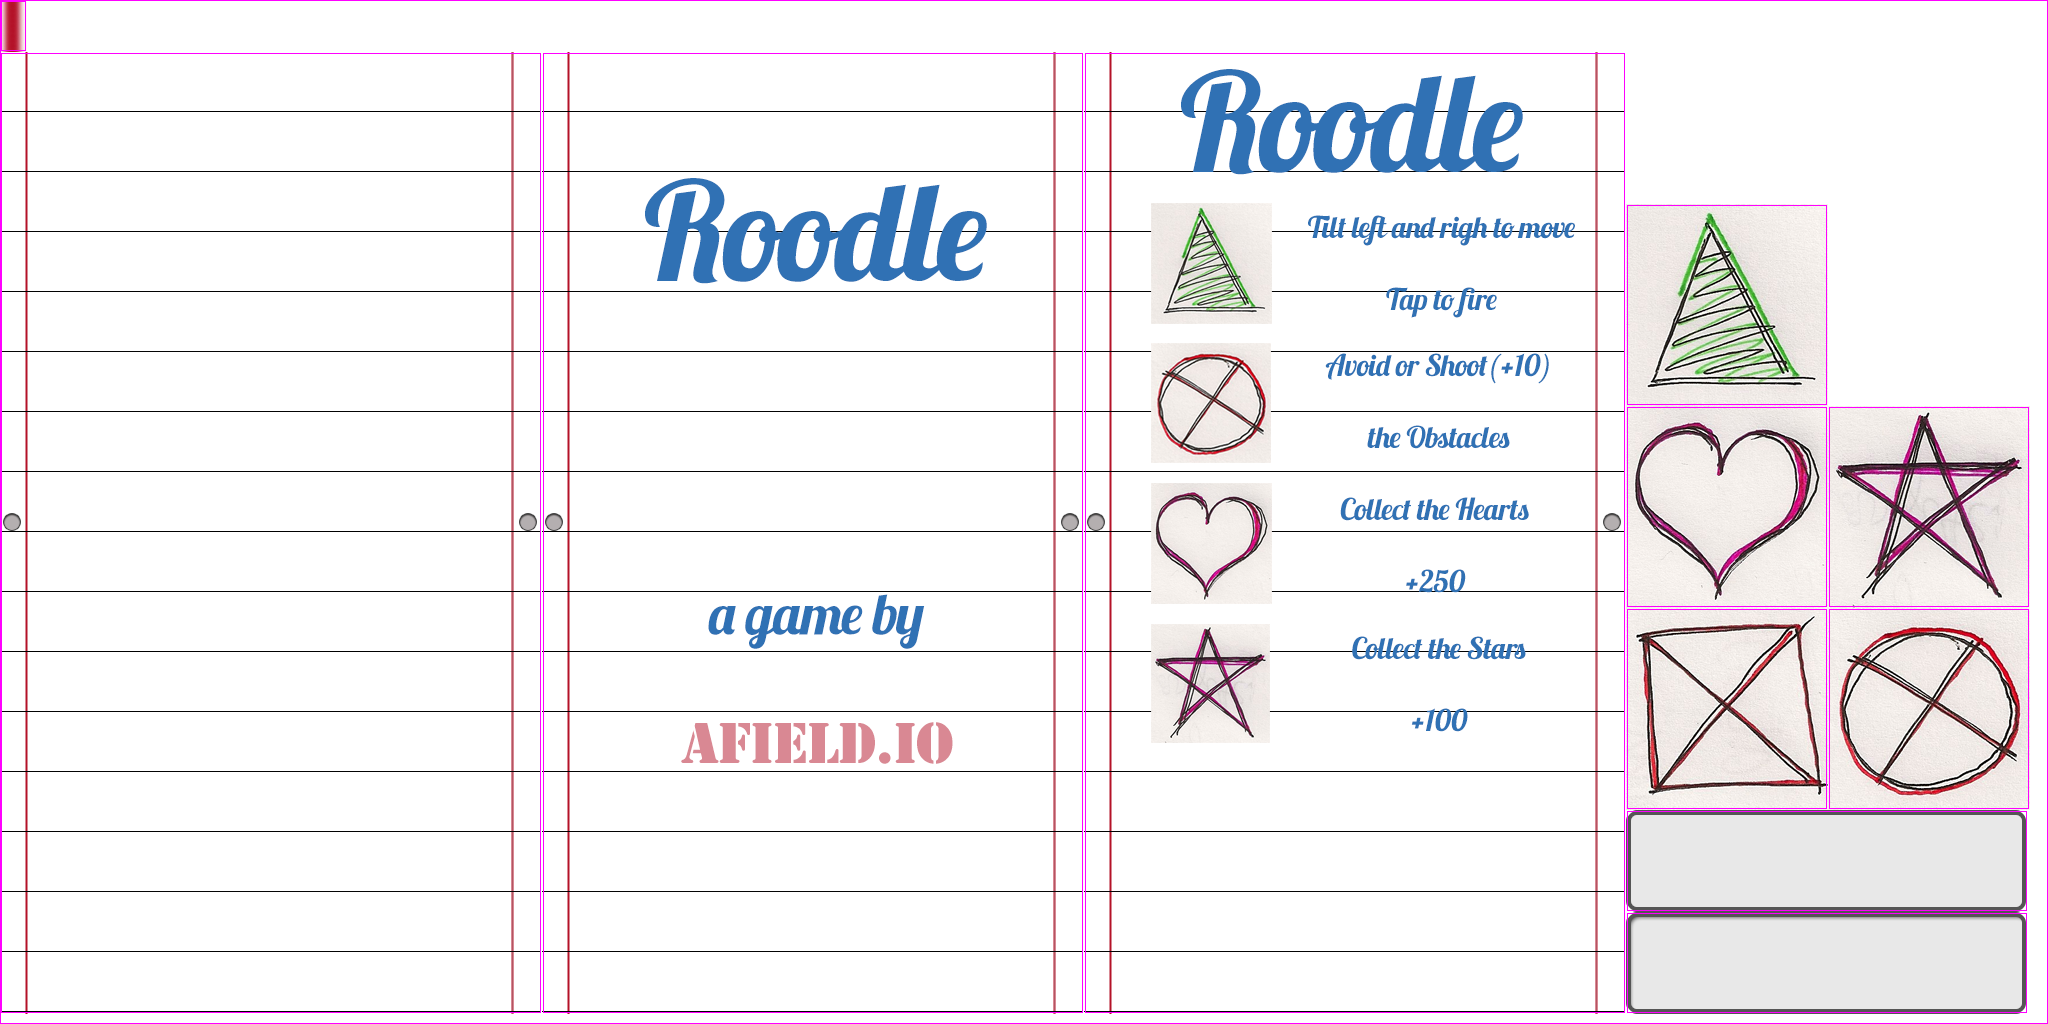 Roodle
a game by
AFIELD.IO
Roodle
Tilt left and righ to move
Tap to fire
Avoid or Shoot (+10)
the Obstacles
Collect the Hearts
+250
Collect the Stars
+100